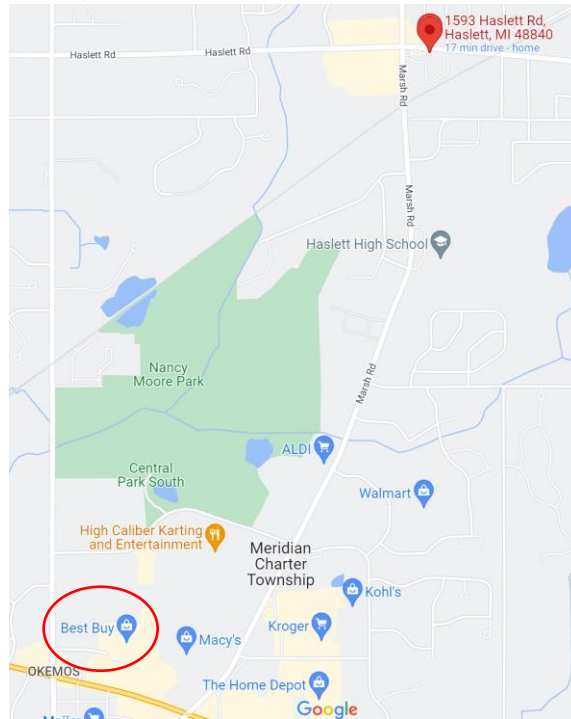 1593 Haslett Rd,
Haslett, MI 48840
17 min drive - home
Haslett Rd
Haslett Rd
Marsh Rd
Marsh Rd
Haslett High School
Nancy
Moore Park
Marsh Rd
ALDI
Central
Park South
Walmart
High Caliber Karting
and Entertainment
Meridian
Charter
Township
Kohl's
Best Buy
Kroger
Macy's
OKEMOS
The Home Depot
Google
Meijer